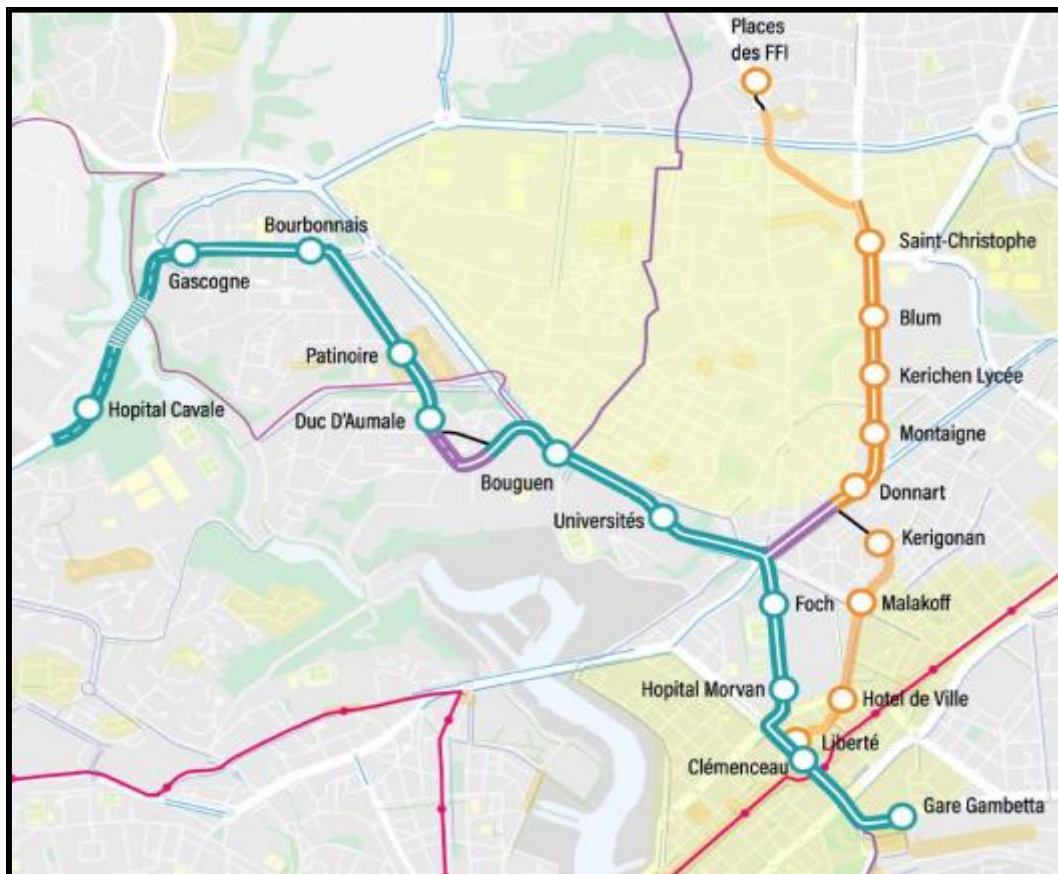 Places
des FFI
Saint-Christophe
Bourbonnais
Gascogne
Blum
Patinoire
Kerichen Lycée
Hopital Cavale
Duc D'Aumale
Montaigne
Bouguen
Donnart
Universités
Kerigonan
Foch
Malakoff
Hopital Morvan
Hotel de Ville
Liberté
Clémenceau
Gare Gambetta